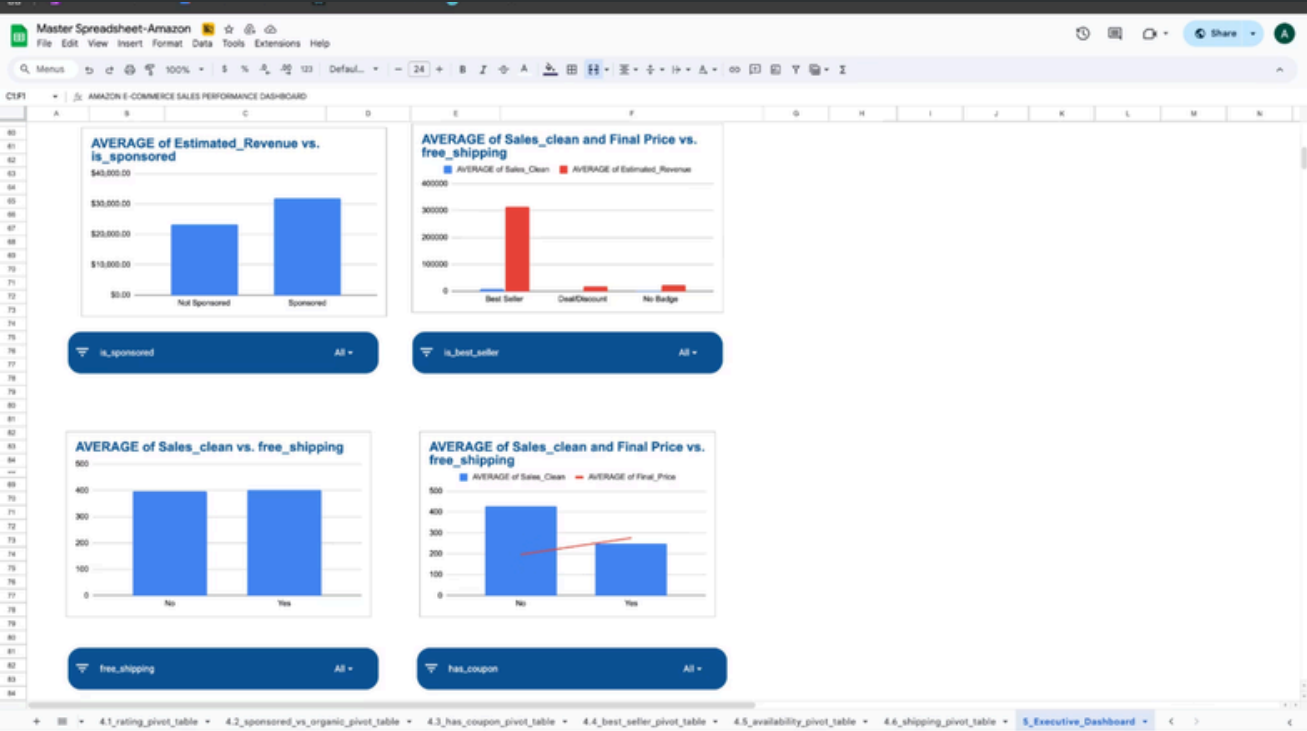 Master Spreadsheet-Amazon
File Edit View Insert Format Data Tools Extensions Help
Share
A
Menus 100% $ % 123 Defaul... 24 B I A
C1:F1 AMAZON E-COMMERCE SALES PERFORMANCE DASHBOARD
A B C D E F G H I J K L M N
AVERAGE of Estimated_Revenue vs.
is_sponsored
$40,000.00
$30,000.00
$20,000.00
$10,000.00
$0.00
Not Sponsored Sponsored
AVERAGE of Sales_clean and Final Price vs.
free_shipping
AVERAGE of Sales_Clean AVERAGE of Estimated_Revenue
400000
300000
200000
100000
0
Best Seller Deal/Discount No Badge
is_sponsored All
is_best_seller All
AVERAGE of Sales_clean vs. free_shipping
500
400
300
200
100
0
No Yes
AVERAGE of Sales_clean and Final Price vs.
free_shipping
AVERAGE of Sales_Clean AVERAGE of Final_Price
500
400
300
200
100
0
No Yes
free_shipping All
has_coupon All
4.1_rating_pivot_table 4.2_sponsored_vs_organic_pivot_table 4.3_has_coupon_pivot_table 4.4_best_seller_pivot_table 4.5_availability_pivot_table 4.6_shipping_pivot_table 5_Executive_Dashboard